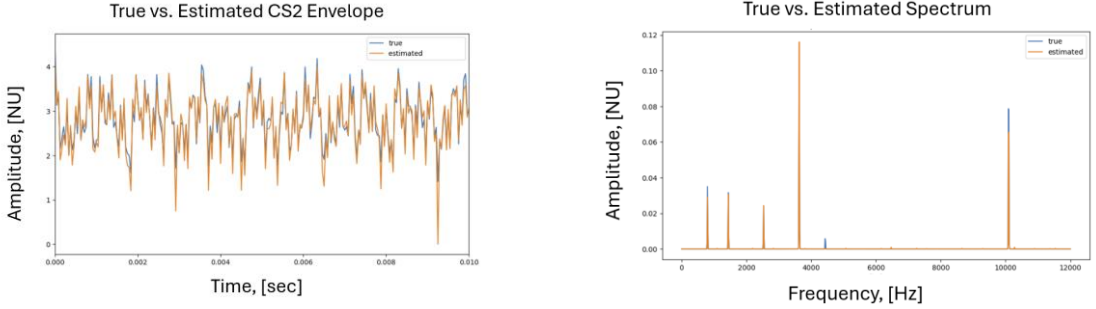 True vs. Estimated CS2 Envelope
true
estimated
4
3
2
1
0
Amplitude, [NU]
0.000
0.002
0.004
0.006
0.008
0.010
Time, [sec]
True vs. Estimated Spectrum
true
estimated
0.12
0.10
0.08
0.06
0.04
0.02
0.00
Amplitude, [NU]
0
2000
4000
6000
8000
10000
12000
Frequency, [Hz]